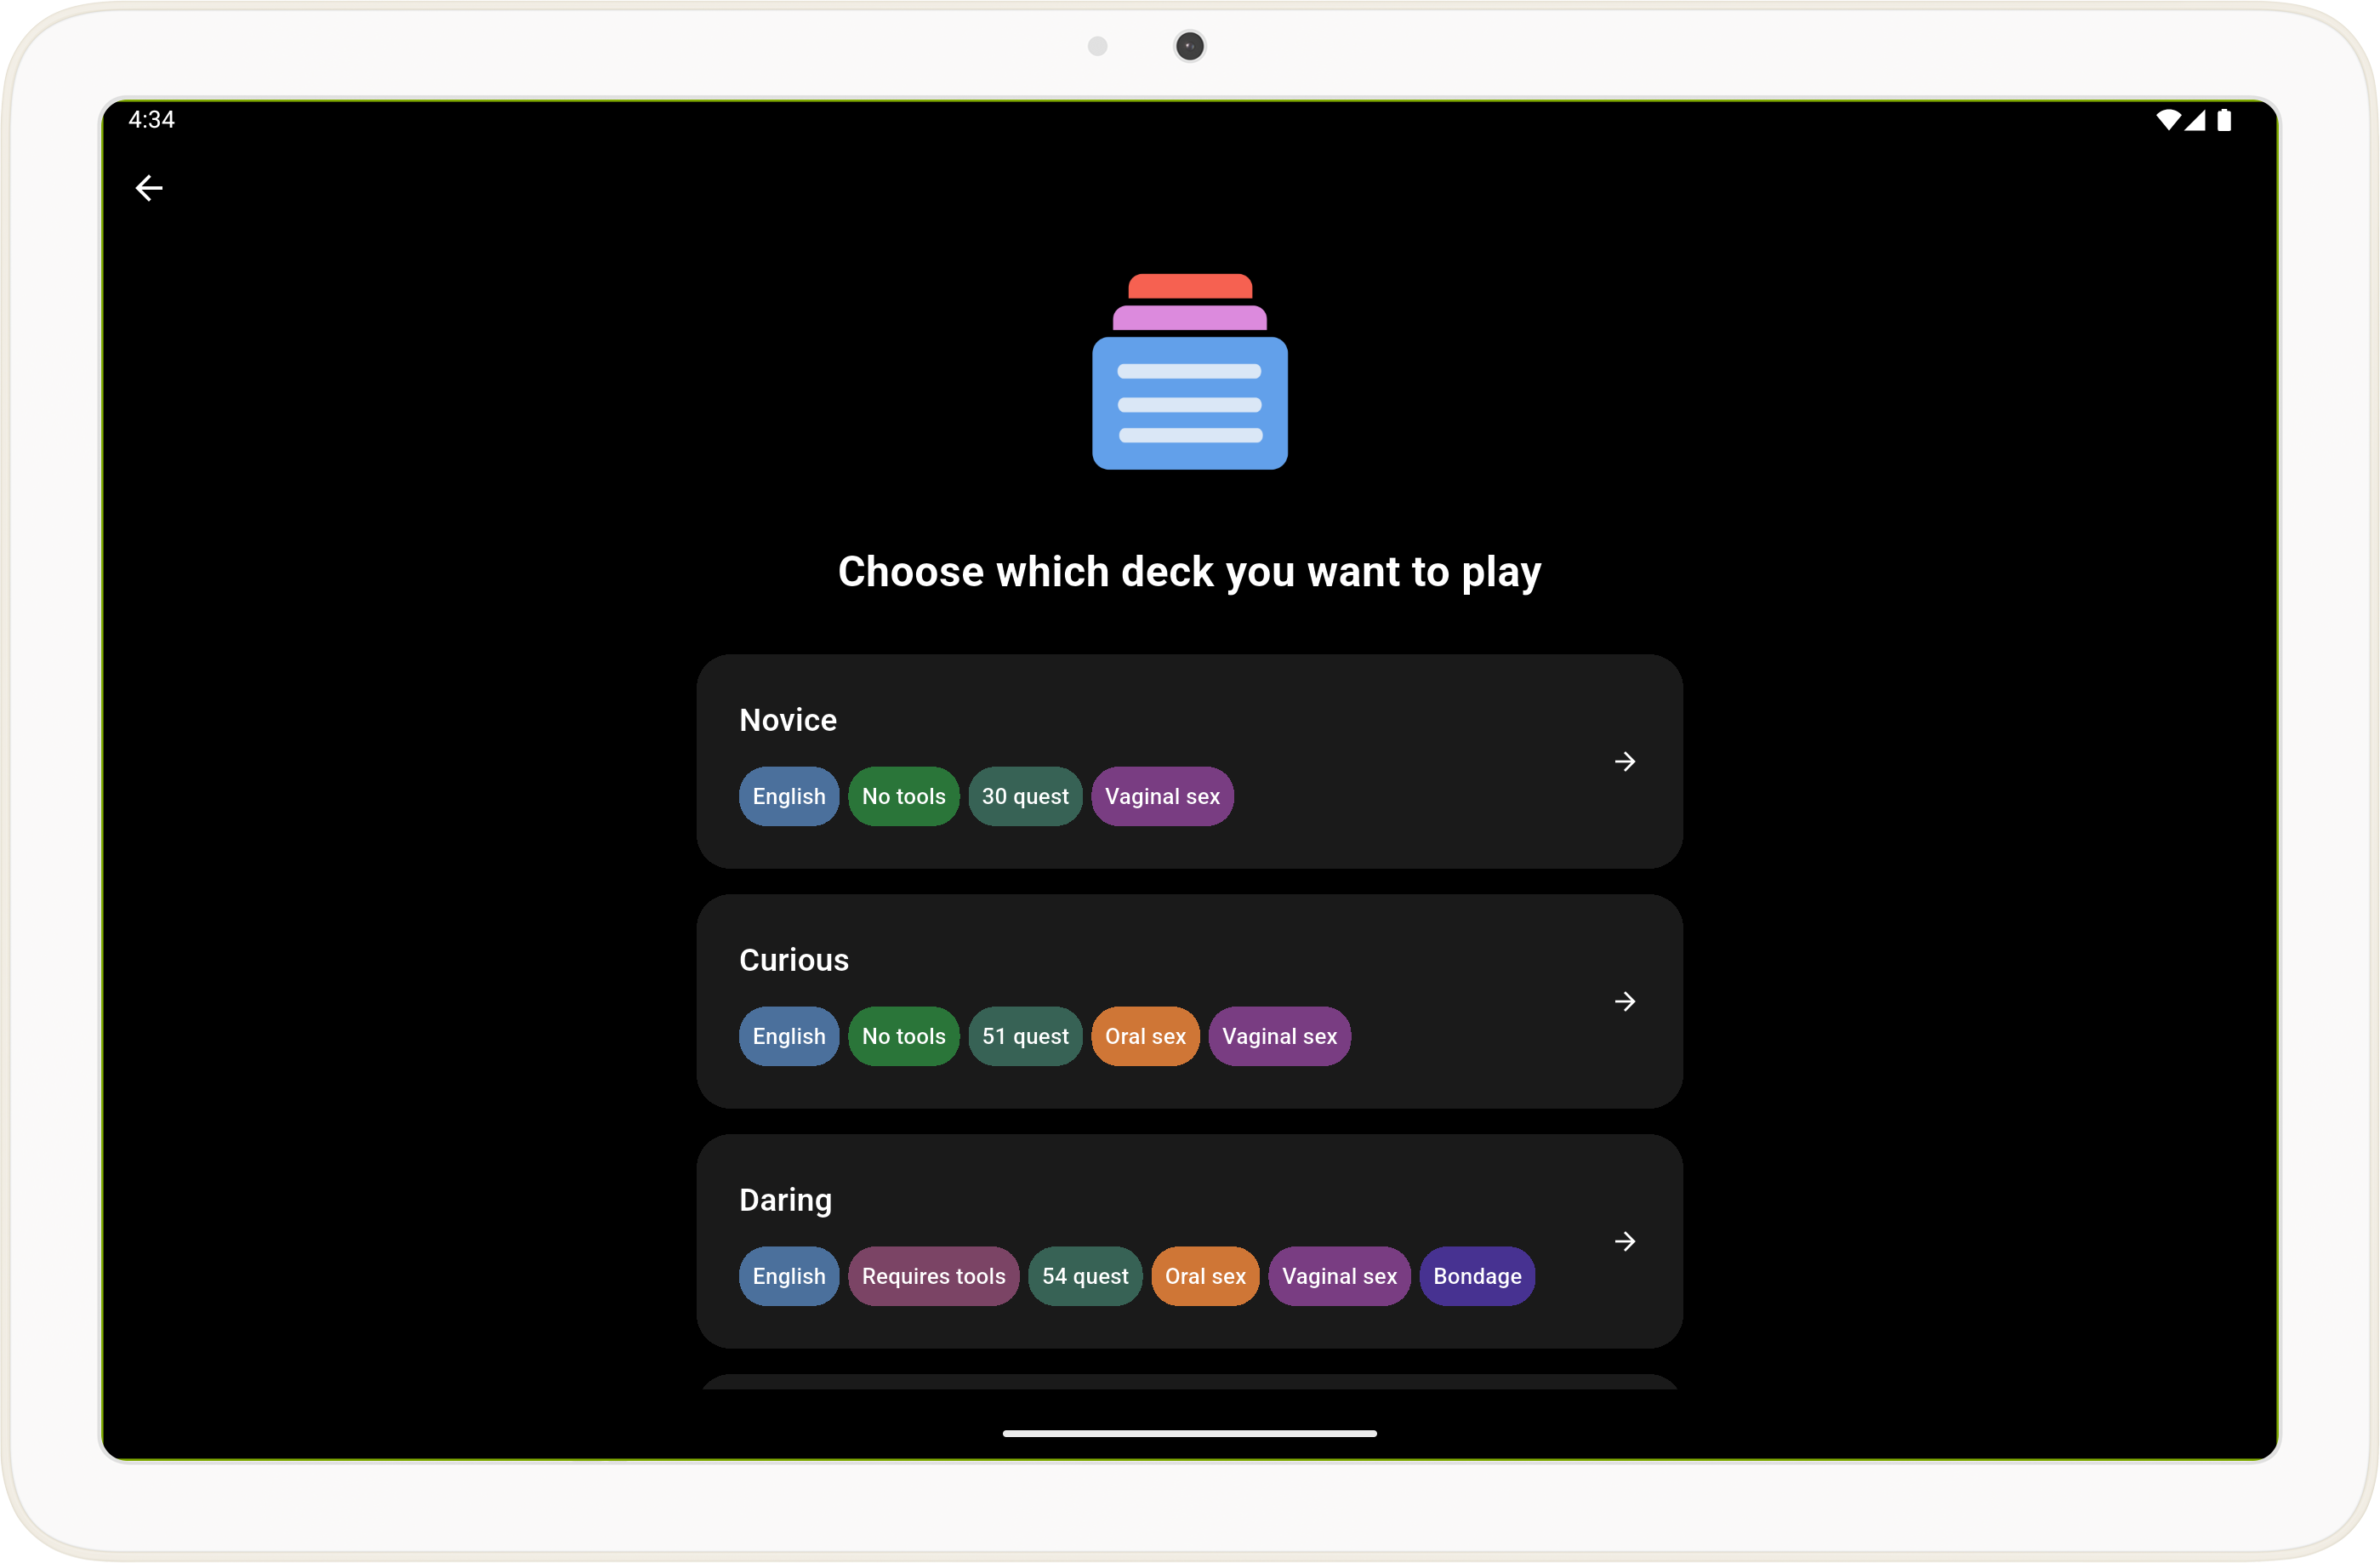 4:34
Choose which deck you want to play
Novice
English No tools 30 quest Vaginal sex
Curious
English No tools 51 quest Oral sex Vaginal sex
Daring
English Requires tools 54 quest Oral sex Vaginal sex Bondage